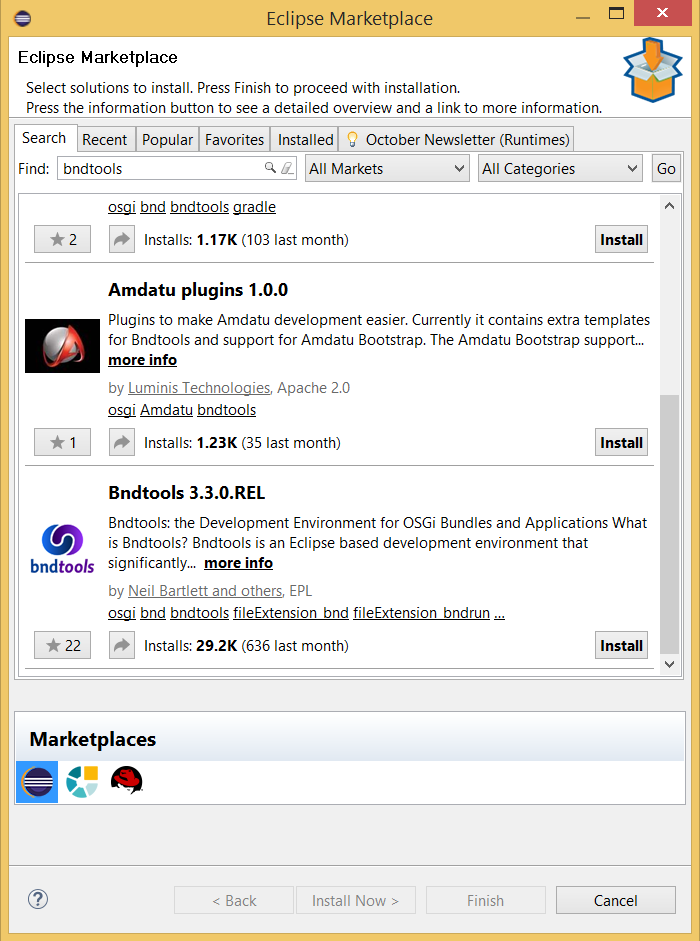 Eclipse Marketplace
Eclipse Marketplace
Select solutions to install. Press Finish to proceed with installation.
Press the information button to see a detailed overview and a link to more information.
Search Recent Popular Favorites Installed October Newsletter (Runtimes)
Find: bndtools All Markets All Categories Go
osgi bnd bndtools gradle
2 Installs: 1.17K (103 last month) Install
Amdatu plugins 1.0.0
Plugins to make Amdatu development easier. Currently it contains extra templates
for Bndtools and support for Amdatu Bootstrap. The Amdatu Bootstrap support...
more info
by Luminis Technologies, Apache 2.0
osgi Amdatu bndtools
1 Installs: 1.23K (35 last month) Install
Bndtools 3.3.0.REL
Bndtools: the Development Environment for OSGi Bundles and Applications What
is Bndtools? Bndtools is an Eclipse based development environment that
significantly... more info
bndtools
by Neil Bartlett and others, EPL
osgi bnd bndtools fileExtension_bnd fileExtension_bndrun ...
22 Installs: 29.2K (636 last month) Install
Marketplaces
? < Back Install Now > Finish Cancel